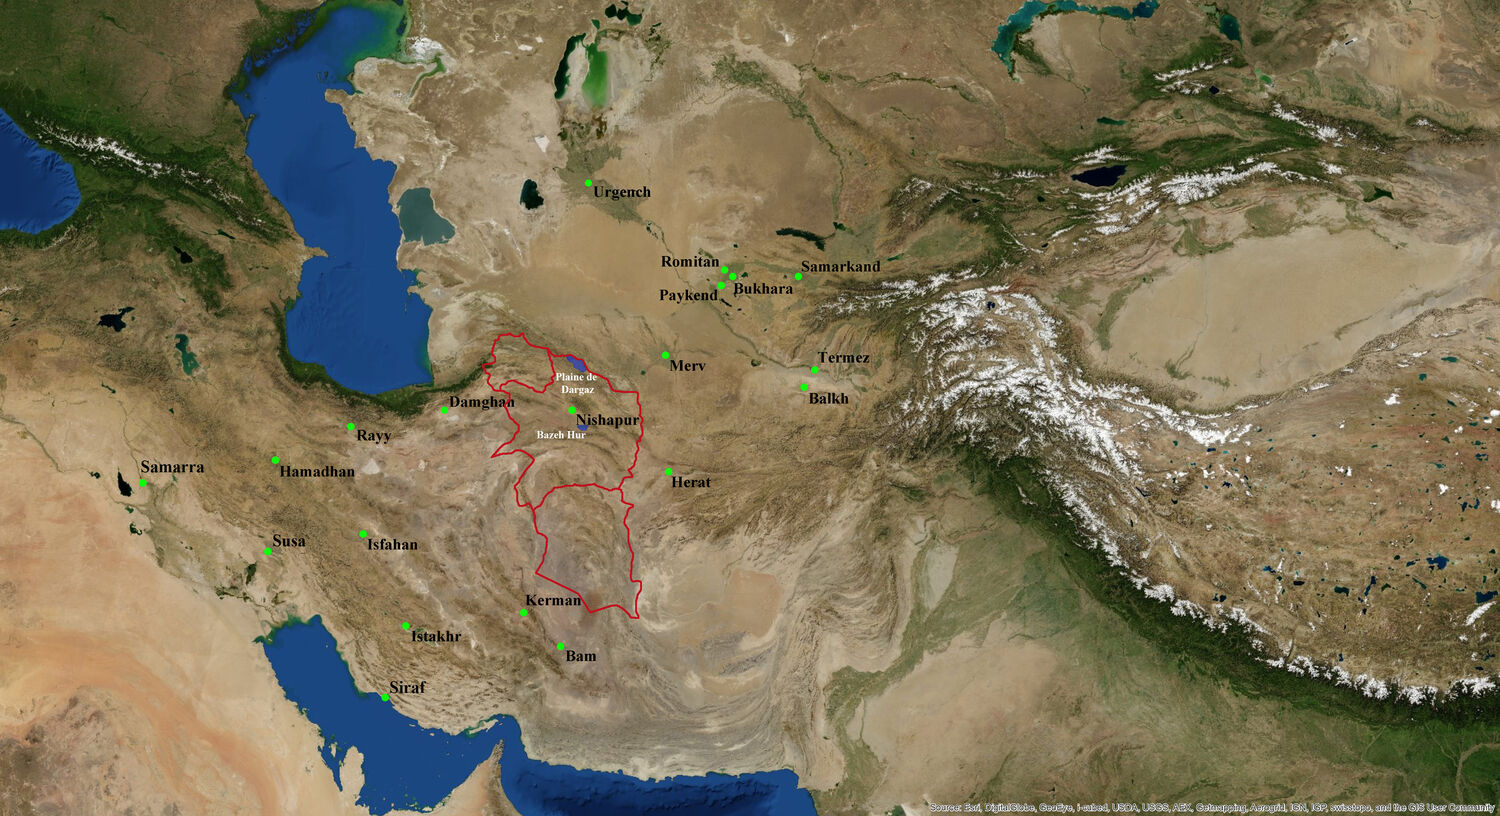 Urgench
Romitan
Samarkand
Bukhara
Paykend
Merv
Termez
Balkh
Plaine de
Dargaz
Damghan
Nishapur
Bazeh Hur
Rayy
Hamadhan
Samarra
Herat
Susa
Isfahan
Kerman
Istakhr
Bam
Siraf
Source: Esri, DigitalGlobe, GeoEye, i-cubed, USDA, USGS, AEX, Getmapping, Aerogrid, IGN, IGP, swisstopo, and the GIS User Community